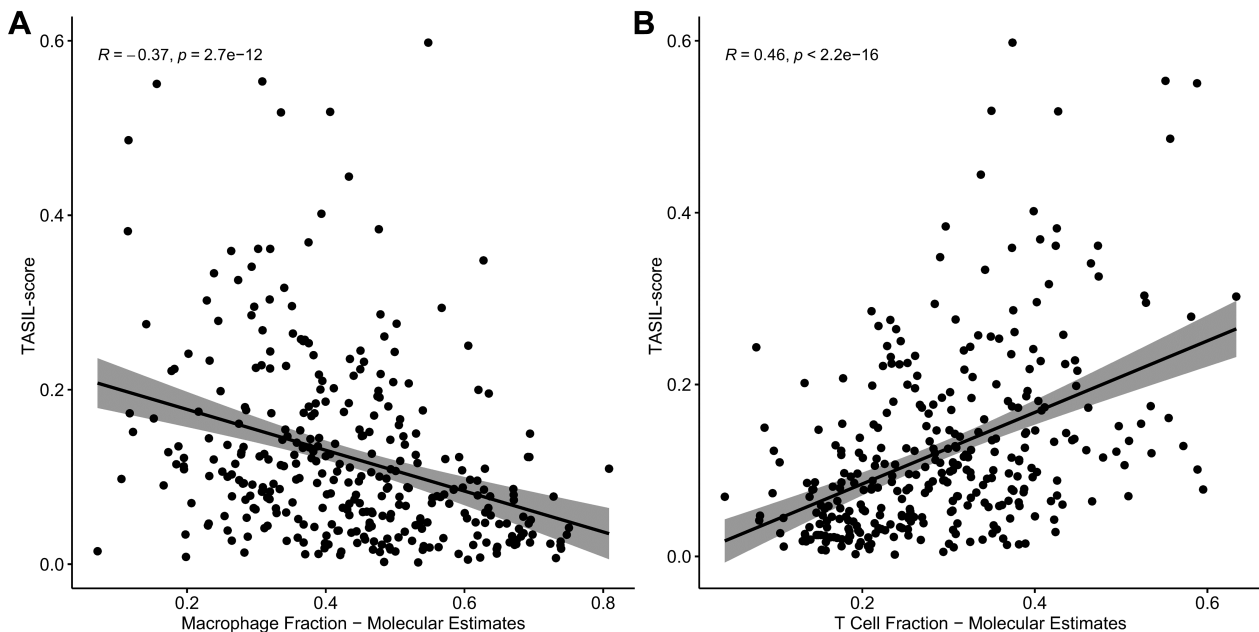 A
R = −0.37, p = 2.7e−12
0.6
0.4
0.2
0.0
TASIL-score
0.2 0.4 0.6 0.8
Macrophage Fraction − Molecular Estimates
B
R = 0.46, p < 2.2e−16
0.6
0.4
0.2
0.0
TASIL-score
0.2 0.4 0.6
T Cell Fraction − Molecular Estimates